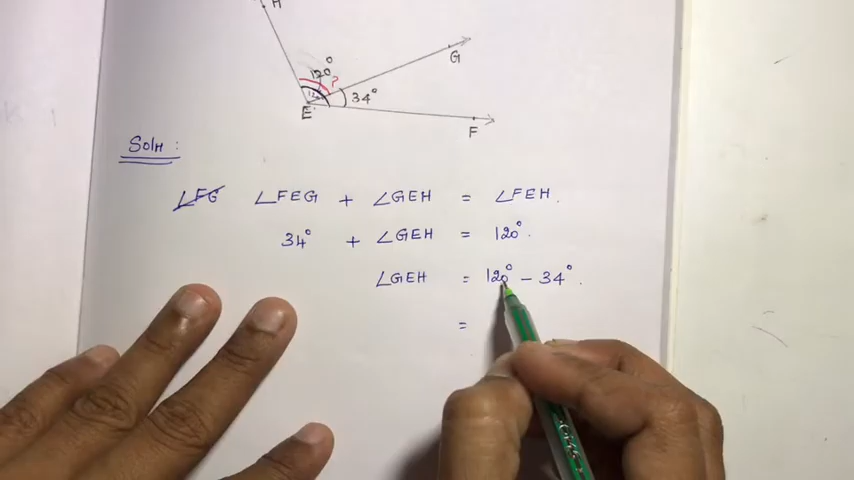 H
120° ?
G
34°
E
F
Soln :
∠FG ∠FEG + ∠GEH = ∠FEH.
34° + ∠GEH = 120°.
∠GEH = 120° - 34°.
=